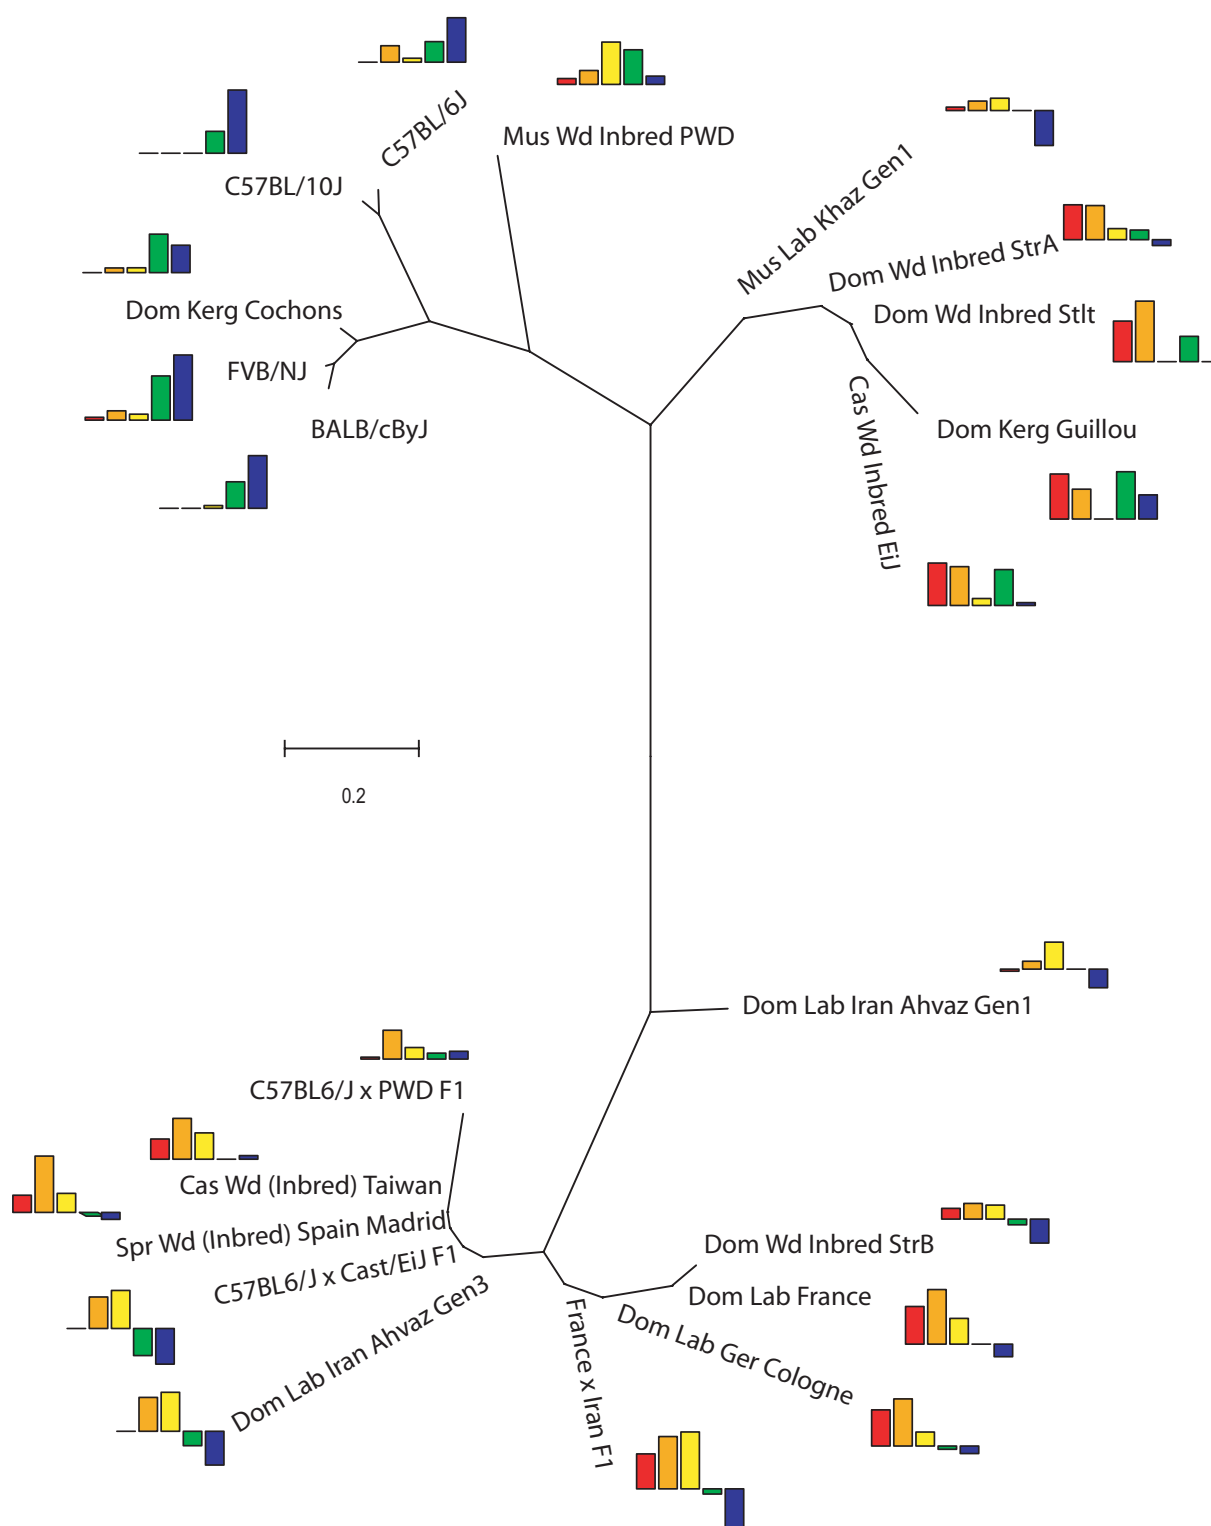 C57BL/6J
Mus Wd Inbred PWD
C57BL/10J
Mus Lab Khaz Gen1
Dom Wd Inbred StrA
Dom Kerg Cochons
Dom Wd Inbred StIt
FVB/NJ
BALB/cByJ
Cas Wd Inbred EiJ
Dom Kerg Guillou
0.2
Dom Lab Iran Ahvaz Gen1
C57BL6/J x PWD F1
Cas Wd (Inbred) Taiwan
Spr Wd (Inbred) Spain Madrid
C57BL6/J x Cast/EiJ F1
Dom Lab Iran Ahvaz Gen3
Dom Wd Inbred StrB
Dom Lab France
Dom Lab Ger Cologne
France x Iran F1